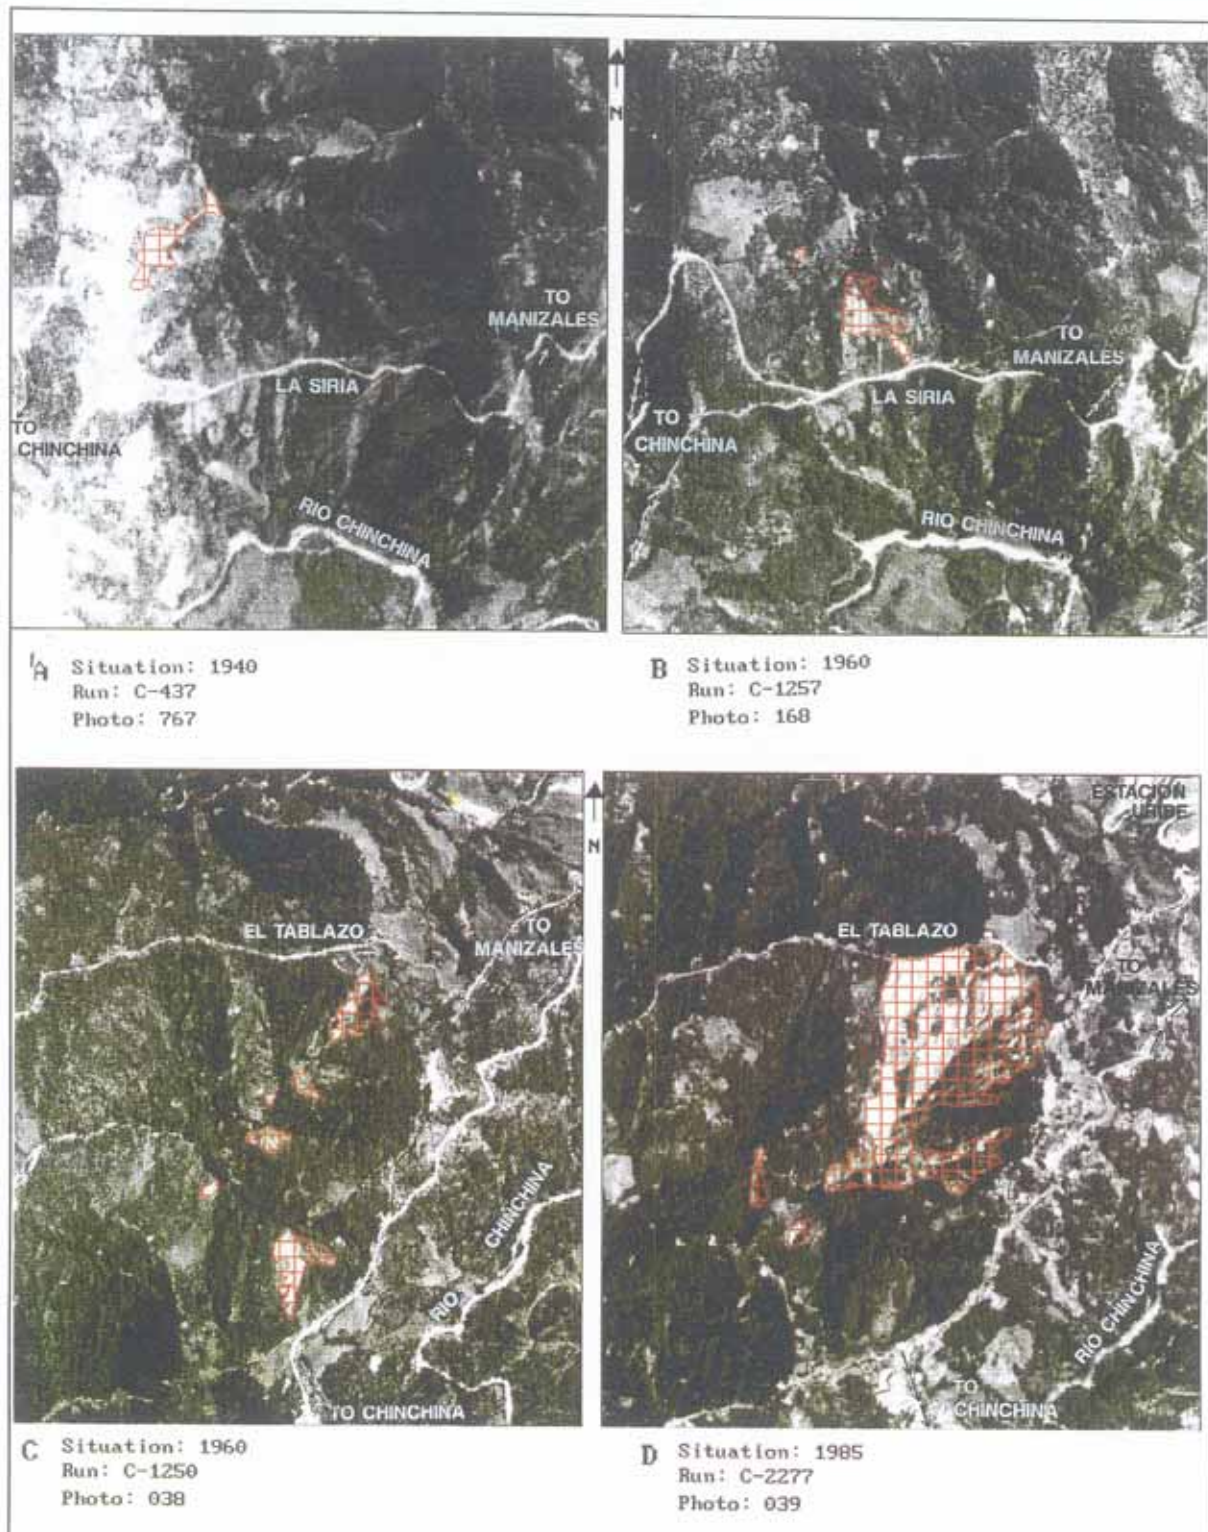 N
TO
MANIZALES
LA SIRIA
TO
CHINCHINA
RIO CHINCHINA
TO
MANIZALES
LA SIRIA
TO
CHINCHINA
RIO CHINCHINA
A Situation: 1940
Run: C-437
Photo: 767
B Situation: 1960
Run: C-1257
Photo: 168
N
EL TABLAZO
TO
MANIZALES
RIO CHINCHINA
TO CHINCHINA
ESTACION
URIBE
EL TABLAZO
TO
MANIZALES
RIO CHINCHINA
TO
CHINCHINA
C Situation: 1960
Run: C-1250
Photo: 038
D Situation: 1985
Run: C-2277
Photo: 039